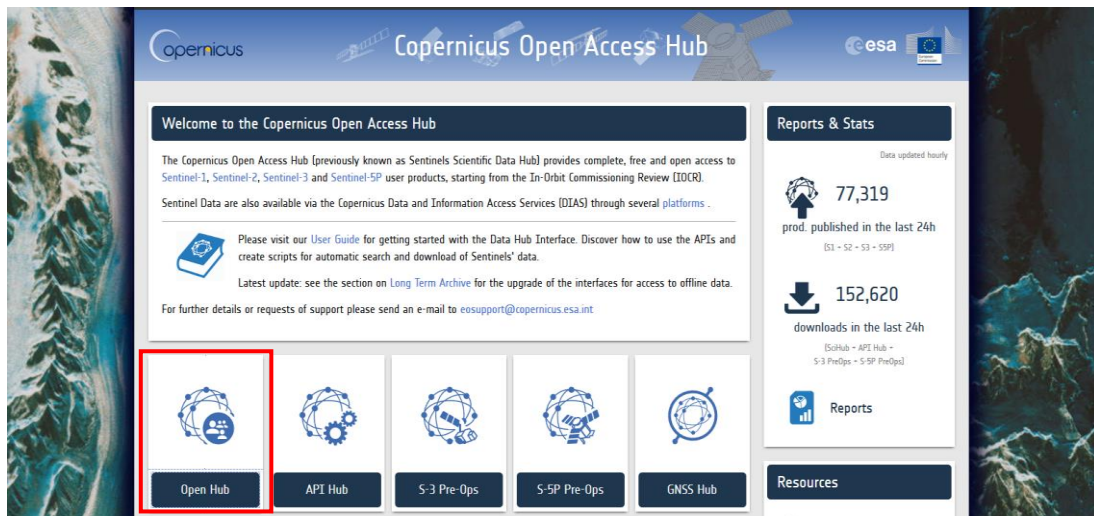 opernicus
Copernicus Open Access Hub
esa
Welcome to the Copernicus Open Access Hub
The Copernicus Open Access Hub (previously known as Sentinels Scientific Data Hub) provides complete, free and open access to
Sentinel-1, Sentinel-2, Sentinel-3 and Sentinel-5P user products, starting from the In-Orbit Commissioning Review (IOCR).
Sentinel Data are also available via the Copernicus Data and Information Access Services (DIAS) through several platforms .
Please visit our User Guide for getting started with the Data Hub Interface. Discover how to use the APIs and
create scripts for automatic search and download of Sentinels' data.
Latest update: see the section on Long Term Archive for the upgrade of the interfaces for access to offline data.
For further details or requests of support please send an e-mail to eosupport@copernicus.esa.int
Open Hub
API Hub
S-3 Pre-Ops
S-5P Pre-Ops
GNSS Hub
Reports & Stats
Data updated hourly
77,319
prod. published in the last 24h
(S1 - S2 - S3 - S5P)
152,620
downloads in the last 24h
(SciHub - API Hub -
S-3 PreOps - S-5P PreOps)
Reports
Resources